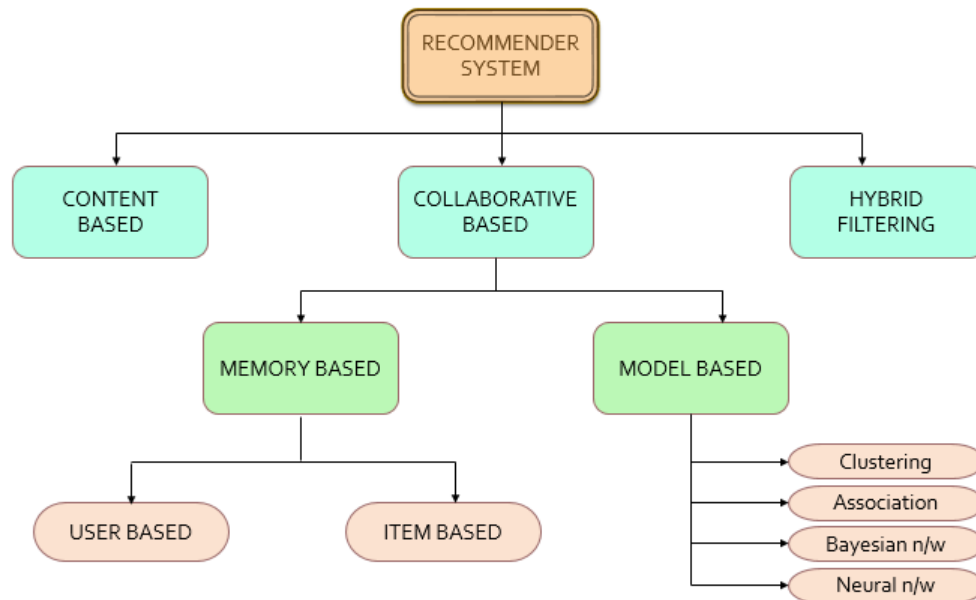 RECOMMENDER
SYSTEM
CONTENT
BASED
COLLABORATIVE
BASED
HYBRID
FILTERING
MEMORY BASED
MODEL BASED
USER BASED
ITEM BASED
Clustering
Association
Bayesian n/w
Neural n/w